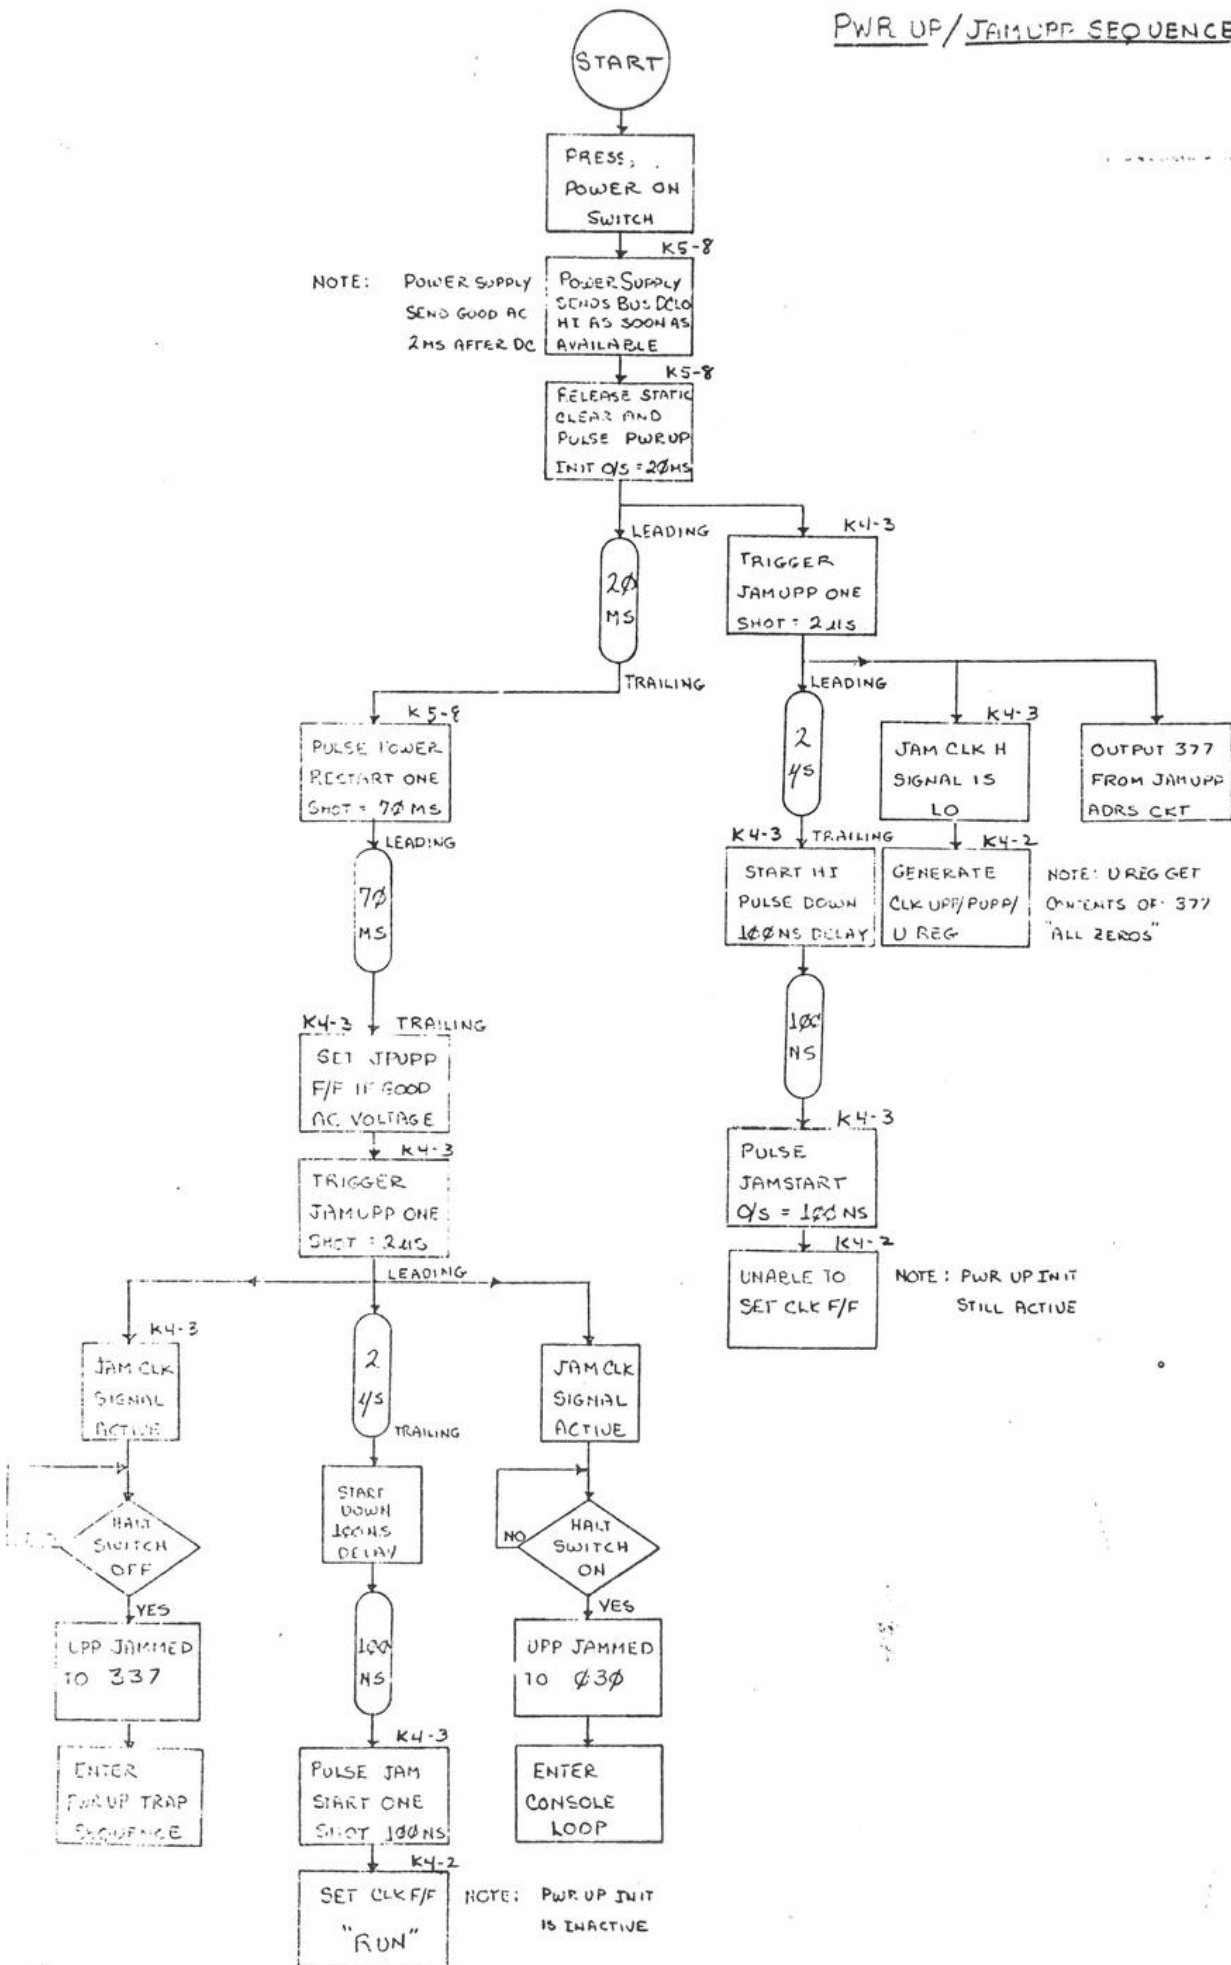 PWR UP/JAMUPP SEQUENCE
START
PRESS
POWER ON
SWITCH
K5-8
NOTE: POWER SUPPLY
SEND GOOD AC
2MS AFTER DC
POWER SUPPLY
SENDS BUS DCLO
HI AS SOON AS
AVAILABLE
K5-8
RELEASE STATIC
CLEAR AND
PULSE PWRUP
INIT O/S = 2ØMS
LEADING
2Ø
MS
TRAILING
K4-3
TRIGGER
JAMUPP ONE
SHOT = 2µS
LEADING
2
µS
K4-3
JAM CLK H
SIGNAL IS
LO
OUTPUT 377
FROM JAMUPP
ADRS CKT
K5-8
PULSE POWER
RESTART ONE
SHOT = 7Ø MS
LEADING
7Ø
MS
K4-3 TRAILING
START HI
PULSE DOWN
1ØØNS DELAY
K4-2
GENERATE
CLK UPP/PUPP/
U REG
NOTE: U REG GET
CONTENTS OF 377
"ALL ZEROS"
1ØØ
NS
K4-3 TRAILING
SET JPUPP
F/F IF GOOD
AC VOLTAGE
K4-3
PULSE
JAMSTART
O/S = 1ØØ NS
K4-3
TRIGGER
JAMUPP ONE
SHOT = 2µS
K4-2
UNABLE TO
SET CLK F/F
NOTE: PWR UP INIT
STILL ACTIVE
LEADING
K4-3
JAM CLK
SIGNAL
ACTIVE
2
µS
TRAILING
JAM CLK
SIGNAL
ACTIVE
HALT
SWITCH
OFF
YES
START
DOWN
1ØØNS
DELAY
NO
HALT
SWITCH
ON
YES
UPP JAMMED
TO 337
1ØØ
NS
UPP JAMMED
TO Ø3Ø
ENTER
PWRUP TRAP
SEQUENCE
K4-3
PULSE JAM
START ONE
SHOT 1ØØNS
ENTER
CONSOLE
LOOP
K4-2
SET CLK F/F
"RUN"
NOTE: PWR UP INIT
IS INACTIVE